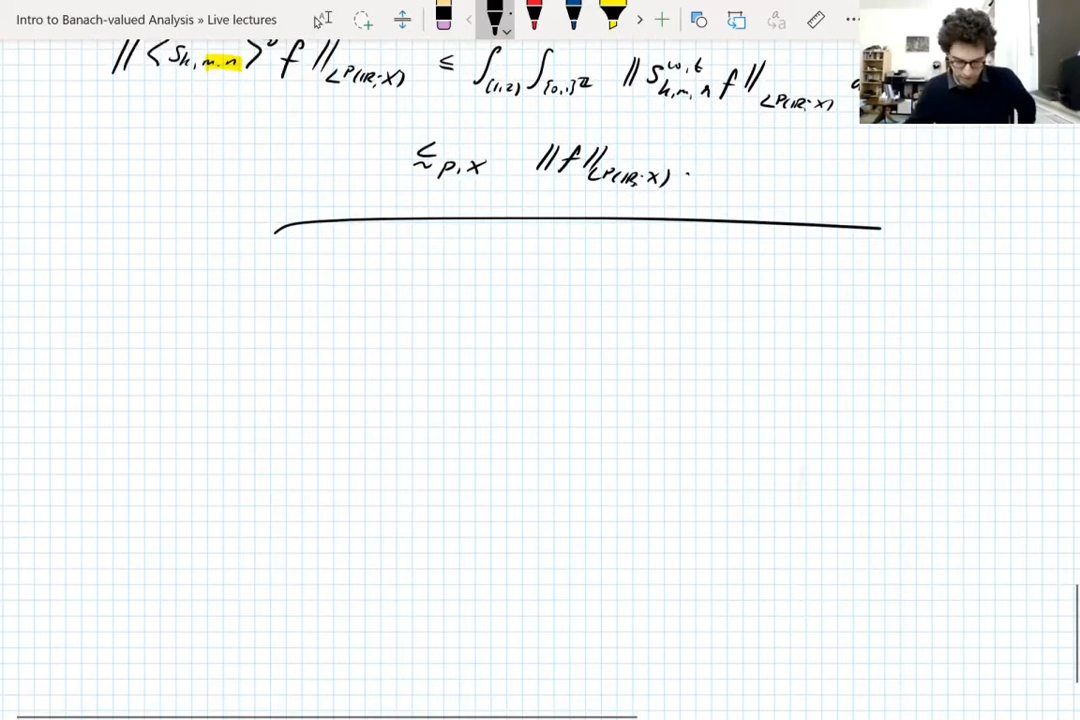 Intro to Banach-valued Analysis » Live lectures
‖⟨S_{h,m,n}⟩ f‖_{L^p(ℝ;X)} ≤ ∫_{(1,2)} ∫_{{0,1}^ℤ} ‖S^{ω,t}_{h,m,n} f‖_{L^p(ℝ;X)}
≲_{p,X} ‖f‖_{L^p(ℝ;X)} .